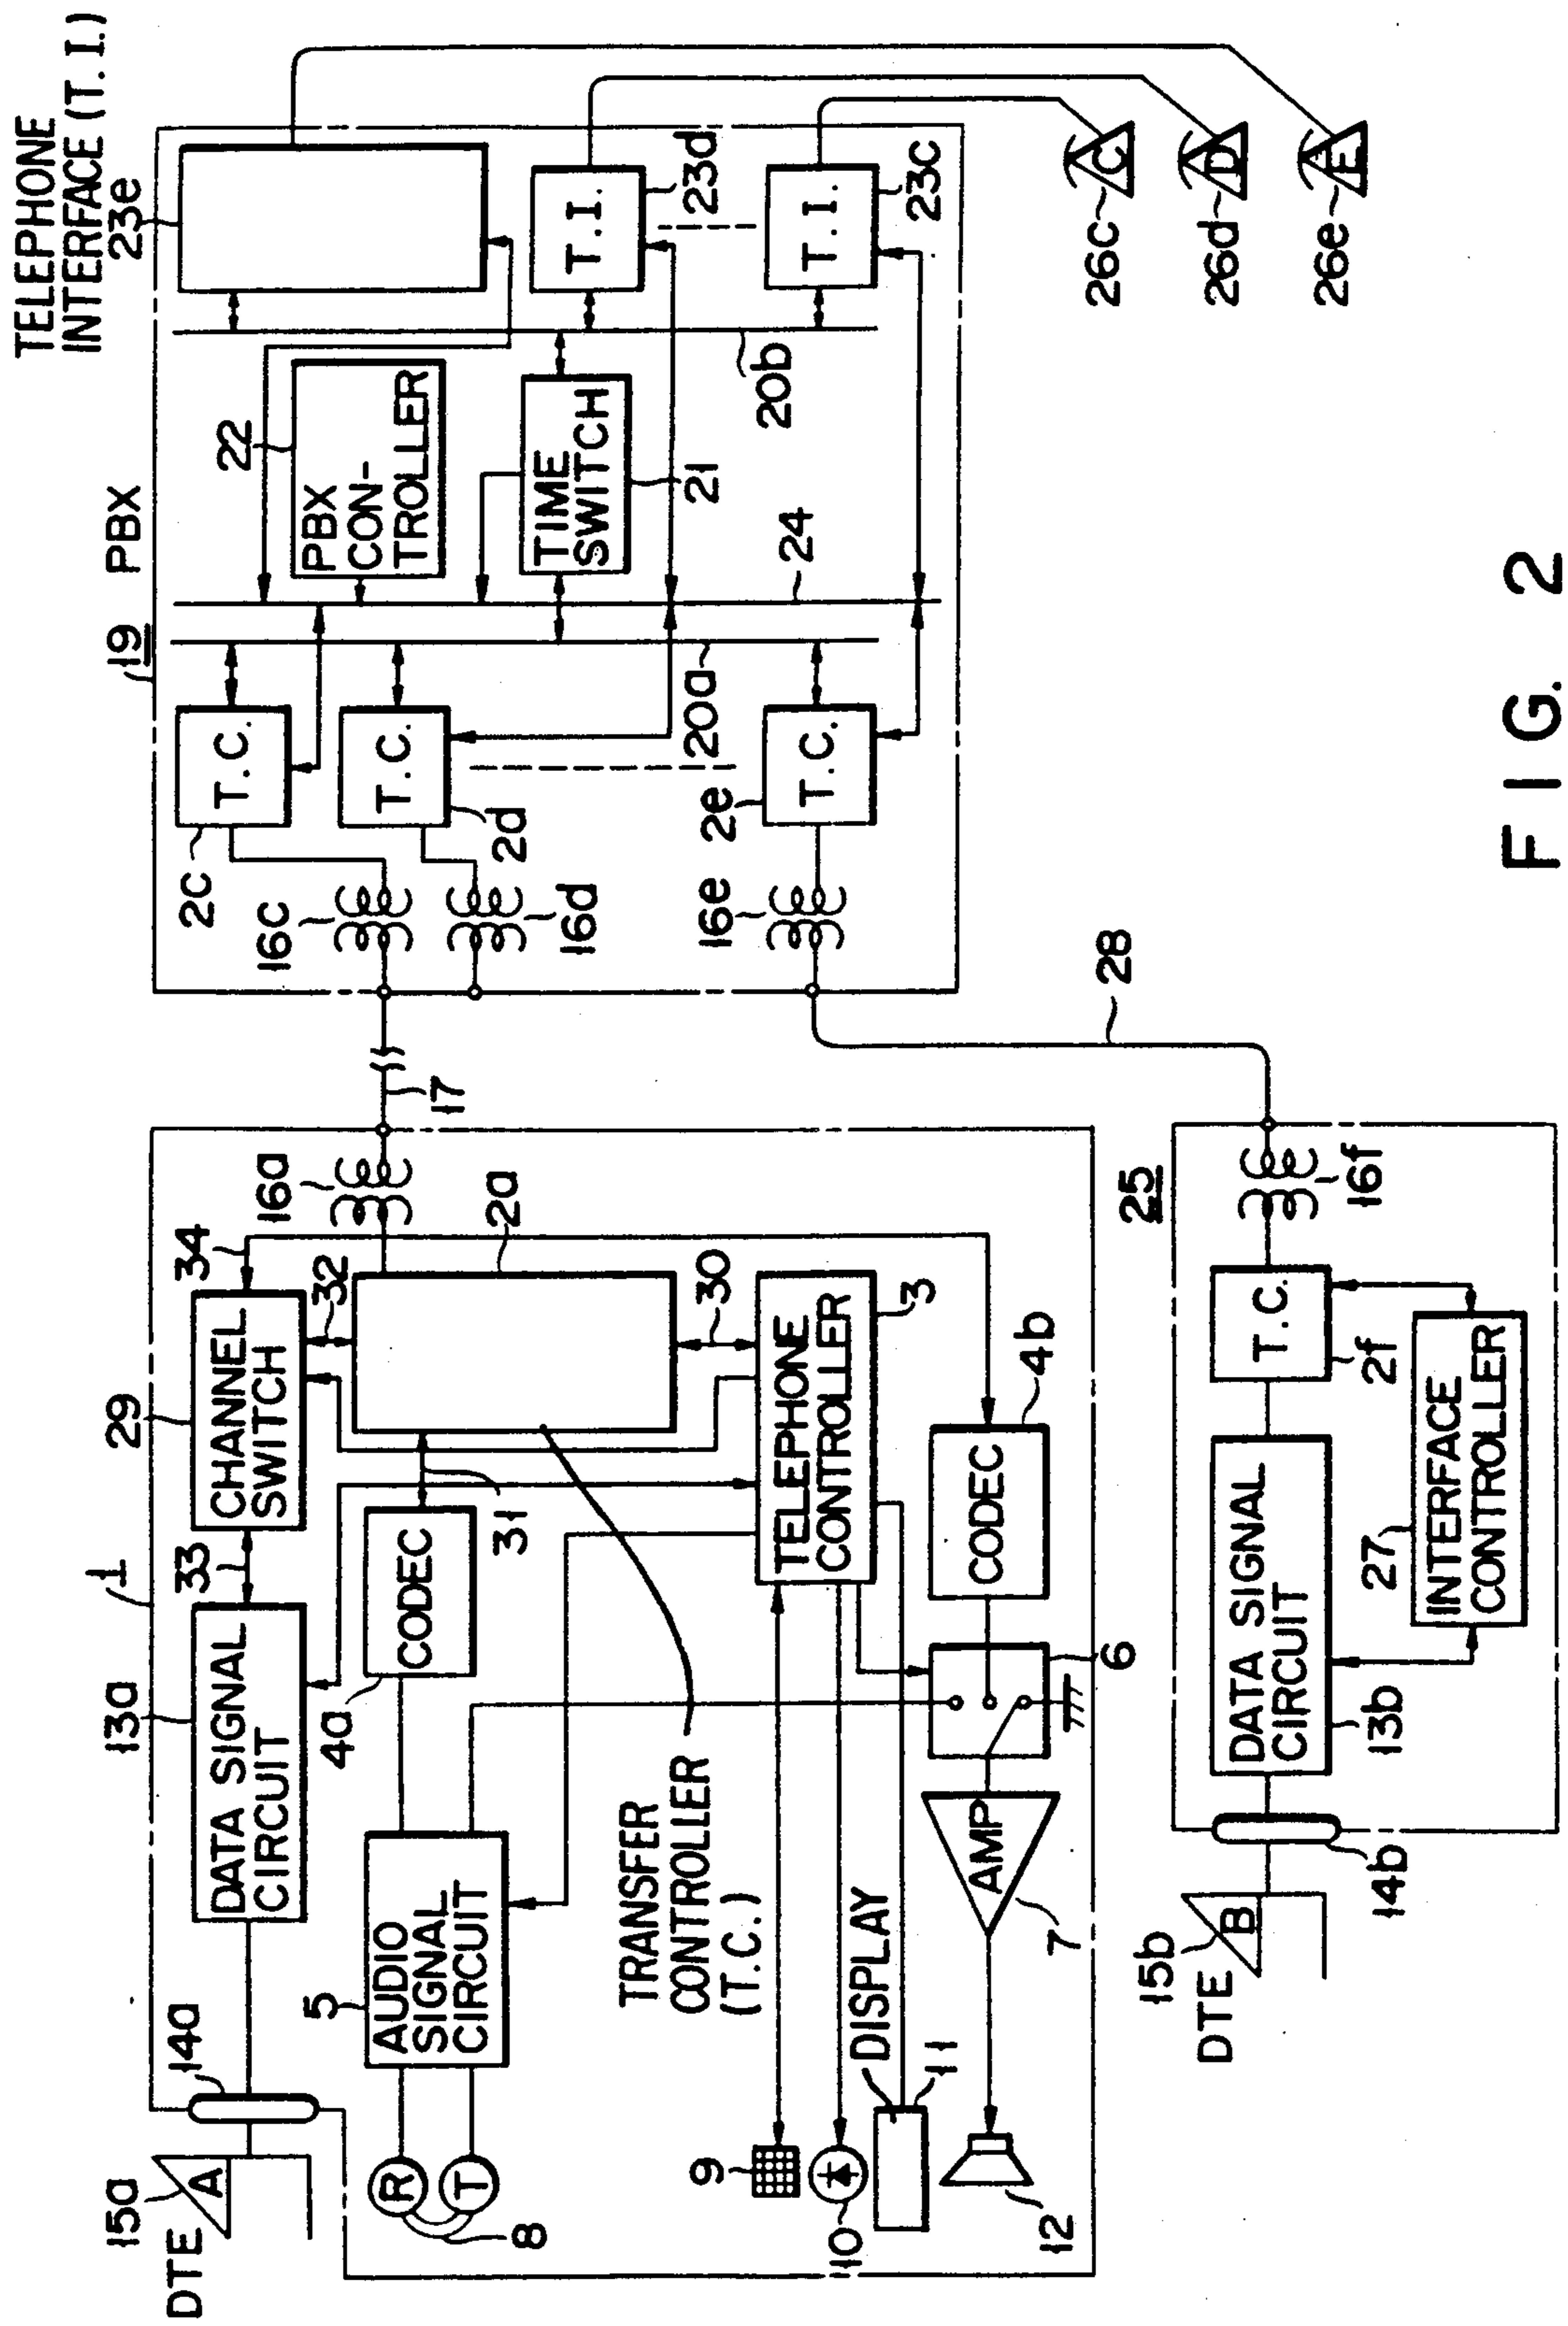 TELEPHONE
INTERFACE (T. I.)
23e
PBX
19
22
PBX
CON-
TROLLER
T. I.
23d
T. I.
23c
20b
TIME
SWITCH
21
24
20a
T. C.
2c
T. C.
2d
T. C.
2e
16c
16d
16e
26c
C
26d
D
26e
E
28
17
1
29
CHANNEL
SWITCH
34
32
33
16a
2a
30
31
13a
DATA SIGNAL
CIRCUIT
14a
15a
A
DTE
4a
CODEC
5
AUDIO
SIGNAL
CIRCUIT
R
T
8
TRANSFER
CONTROLLER
(T. C.)
TELEPHONE
CONTROLLER
3
CODEC
4b
6
AMP
7
9
10
DISPLAY
11
12
25
16f
T. C.
2f
DATA SIGNAL
CIRCUIT
13b
INTERFACE
CONTROLLER
27
14b
15b
B
DTE
FIG. 2